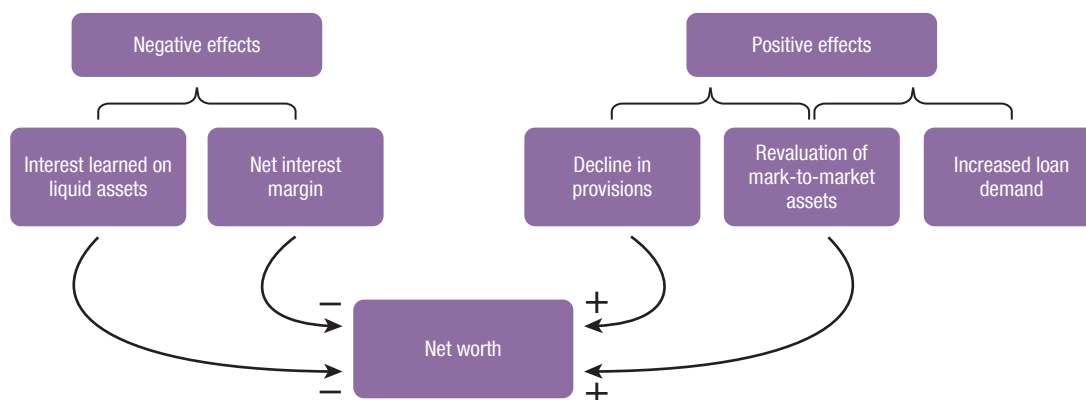 Negative effects
Positive effects
Interest learned on
liquid assets
Net interest
margin
Decline in
provisions
Revaluation of
mark-to-market
assets
Increased loan
demand
–
+
Net worth
–
+